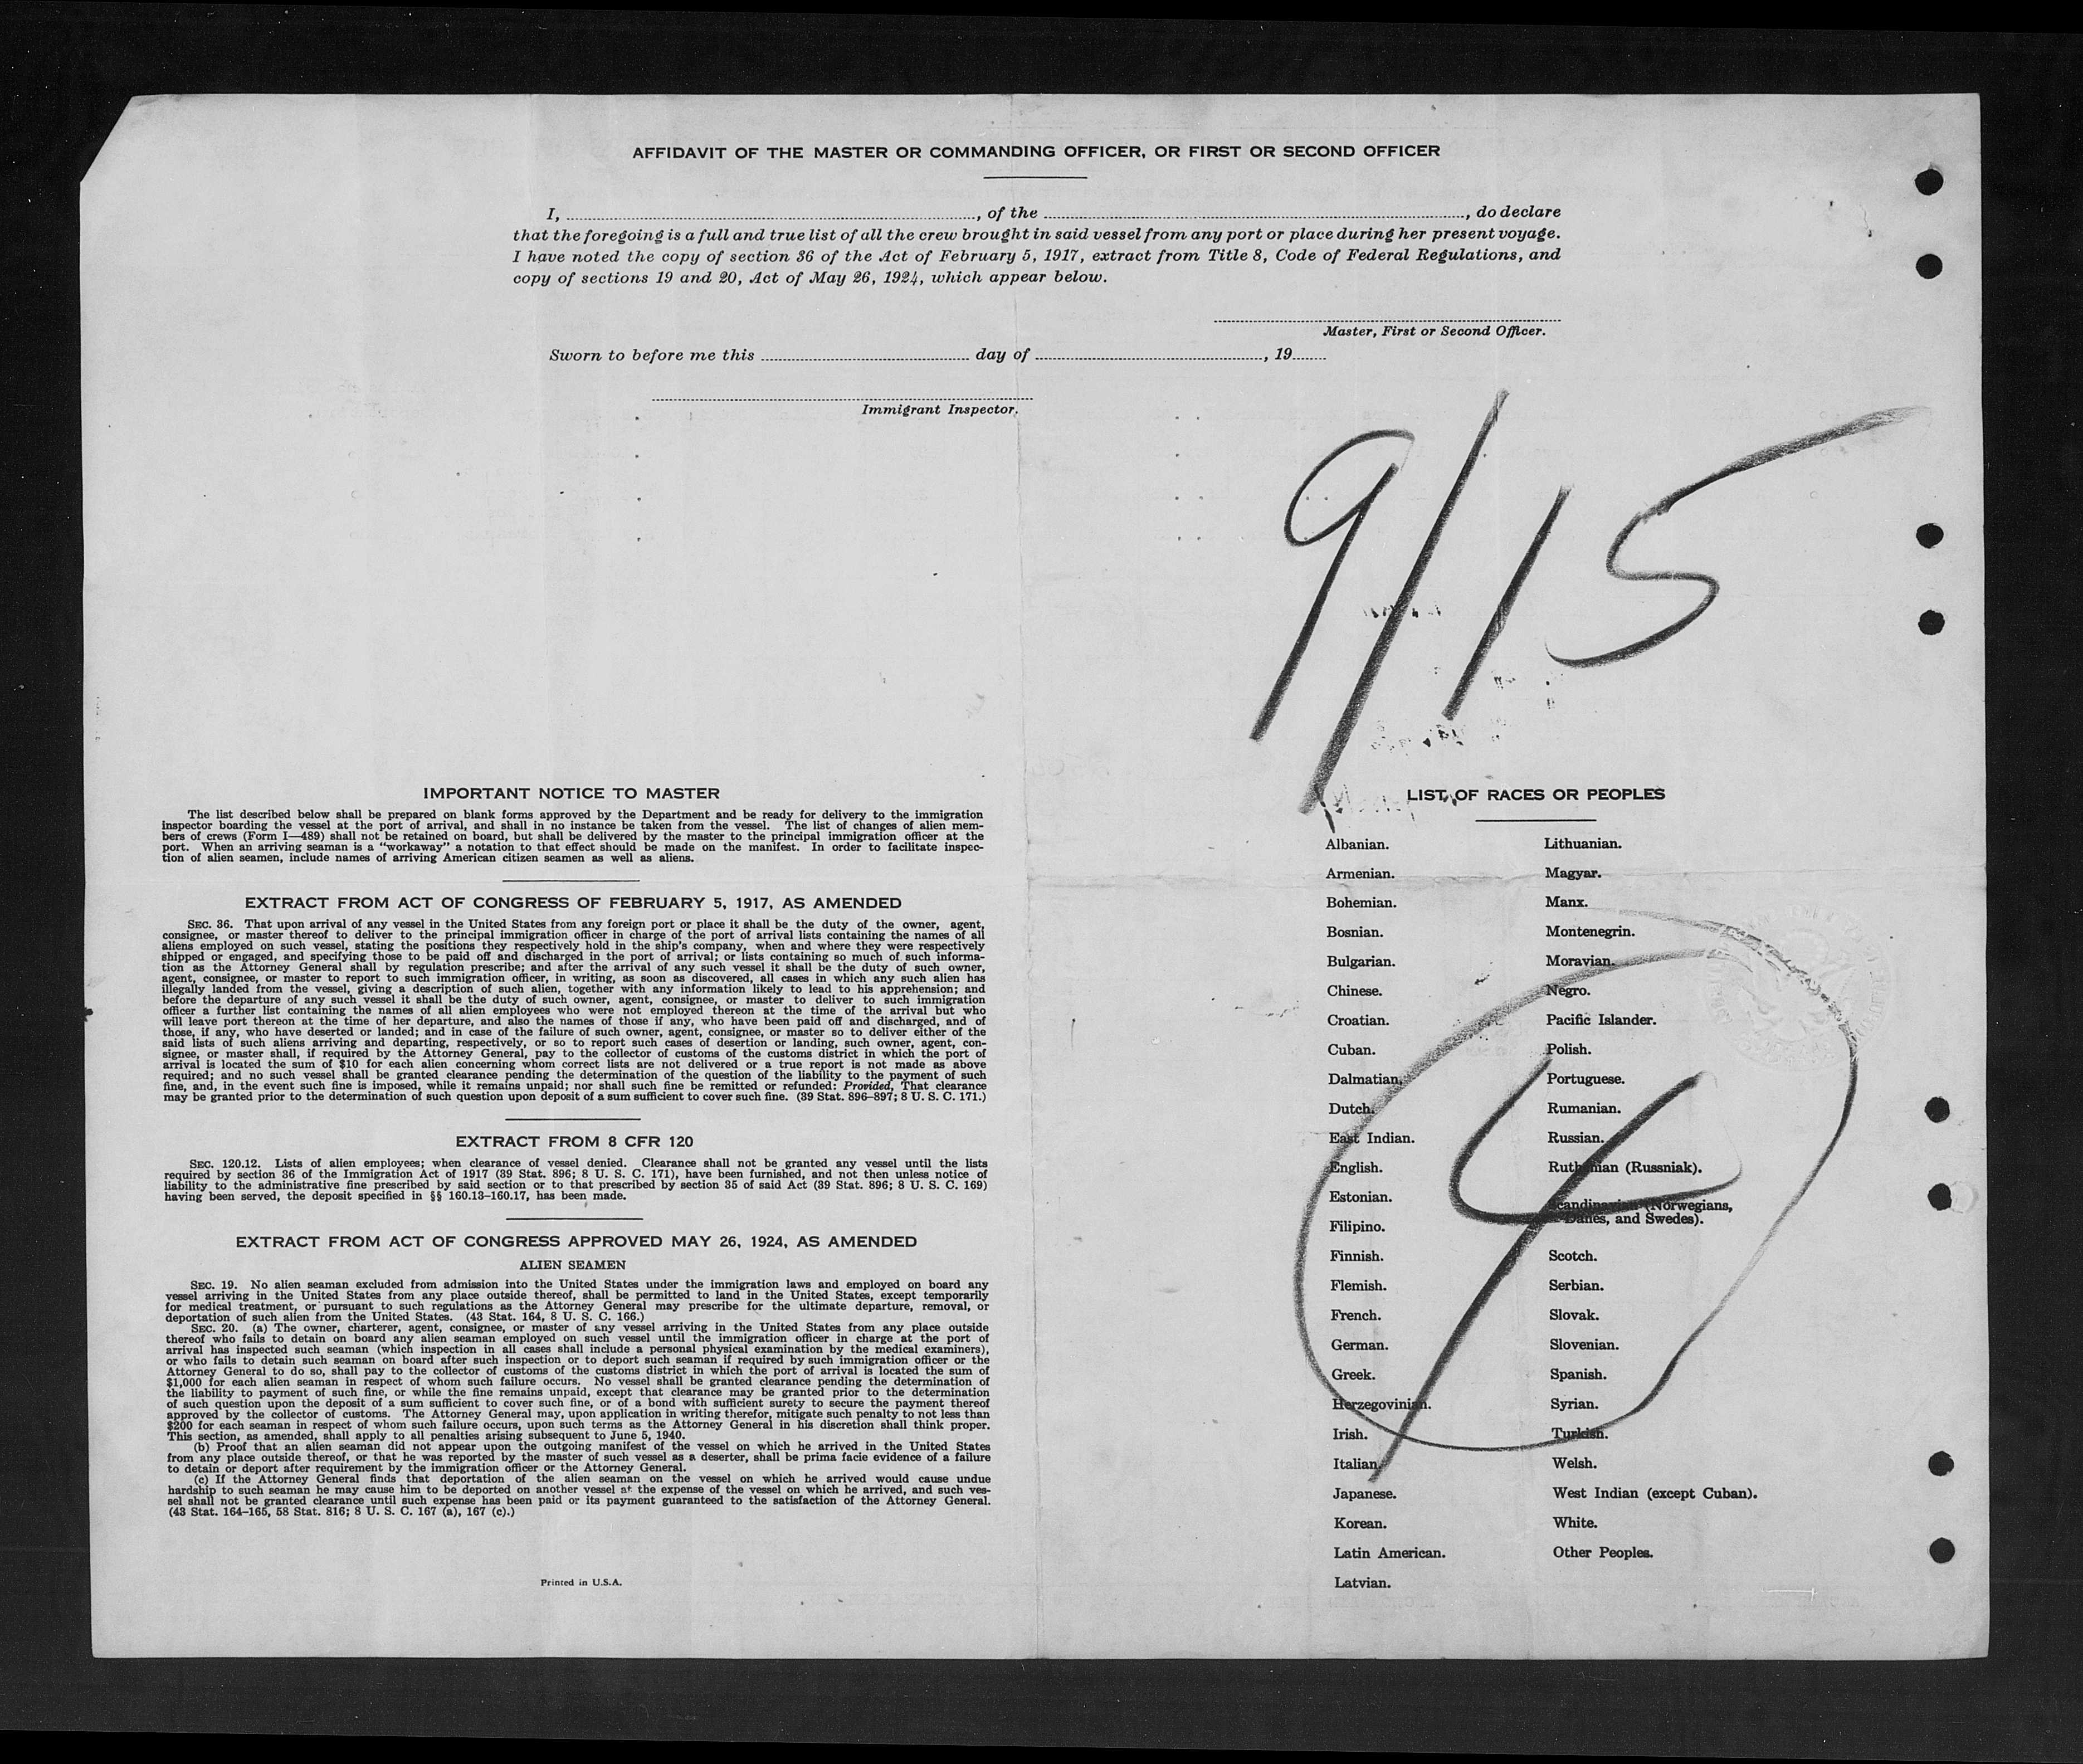 AFFIDAVIT OF THE MASTER OR COMMANDING OFFICER, OR FIRST OR SECOND OFFICER
I, , of the , do declare
that the foregoing is a full and true list of all the crew brought in said vessel from any port or place during her present voyage.
I have noted the copy of section 36 of the Act of February 5, 1917, extract from Title 8, Code of Federal Regulations, and
copy of sections 19 and 20, Act of May 26, 1924, which appear below.
Master, First or Second Officer.
Sworn to before me this day of , 19
Immigrant Inspector.
9/15
IMPORTANT NOTICE TO MASTER
The list described below shall be prepared on blank forms approved by the Department and be ready for delivery to the immigration
inspector boarding the vessel at the port of arrival, and shall in no instance be taken from the vessel. The list of changes of alien mem-
bers of crews (Form I—489) shall not be retained on board, but shall be delivered by the master to the principal immigration officer at the
port. When an arriving seaman is a "workaway" a notation to that effect should be made on the manifest. In order to facilitate inspec-
tion of alien seamen, include names of arriving American citizen seamen as well as aliens.
EXTRACT FROM ACT OF CONGRESS OF FEBRUARY 5, 1917, AS AMENDED
SEC. 36. That upon arrival of any vessel in the United States from any foreign port or place it shall be the duty of the owner, agent,
consignee, or master thereof to deliver to the principal immigration officer in charge of the port of arrival lists containing the names of all
aliens employed on such vessel, stating the positions they respectively hold in the ship's company, when and where they were respectively
shipped or engaged, and specifying those to be paid off and discharged in the port of arrival; or lists containing so much of such informa-
tion as the Attorney General shall by regulation prescribe; and after the arrival of any such vessel it shall be the duty of such owner,
agent, consignee, or master to report to such immigration officer, in writing, as soon as discovered, all cases in which any such alien has
illegally landed from the vessel, giving a description of such alien, together with any information likely to lead to his apprehension; and
before the departure of any such vessel it shall be the duty of such owner, agent, consignee, or master to deliver to such immigration
officer a further list containing the names of all alien employees who were not employed thereon at the time of the arrival but who
will leave port thereon at the time of her departure, and also the names of those if any, who have been paid off and discharged, and of
those, if any, who have deserted or landed; and in case of the failure of such owner, agent, consignee, or master so to deliver either of the
said lists of such aliens arriving and departing, respectively, or so to report such cases of desertion or landing, such owner, agent, con-
signee, or master shall, if required by the Attorney General, pay to the collector of customs of the customs district in which the port of
arrival is located the sum of $10 for each alien concerning whom correct lists are not delivered or a true report is not made as above
required; and no such vessel shall be granted clearance pending the determination of the question of the liability to the payment of such
fine, and, in the event such fine is imposed, while it remains unpaid; nor shall such fine be remitted or refunded: Provided, That clearance
may be granted prior to the determination of such question upon deposit of a sum sufficient to cover such fine. (39 Stat. 896–897; 8 U. S. C. 171.)
EXTRACT FROM 8 CFR 120
SEC. 120.12. Lists of alien employees; when clearance of vessel denied. Clearance shall not be granted any vessel until the lists
required by section 36 of the Immigration Act of 1917 (39 Stat. 896; 8 U. S. C. 171), have been furnished, and not then unless notice of
liability to the administrative fine prescribed by said section or to that prescribed by section 35 of said Act (39 Stat. 896; 8 U. S. C. 169)
having been served, the deposit specified in §§ 160.13–160.17, has been made.
EXTRACT FROM ACT OF CONGRESS APPROVED MAY 26, 1924, AS AMENDED
ALIEN SEAMEN
SEC. 19. No alien seaman excluded from admission into the United States under the immigration laws and employed on board any
vessel arriving in the United States from any place outside thereof, shall be permitted to land in the United States, except temporarily
for medical treatment, or pursuant to such regulations as the Attorney General may prescribe for the ultimate departure, removal, or
deportation of such alien from the United States. (43 Stat. 164, 8 U. S. C. 166.)
SEC. 20. (a) The owner, charterer, agent, consignee, or master of any vessel arriving in the United States from any place outside
thereof who fails to detain on board any alien seaman employed on such vessel until the immigration officer in charge at the port of
arrival has inspected such seaman (which inspection in all cases shall include a personal physical examination by the medical examiners),
or who fails to detain such seaman on board after such inspection or to deport such seaman if required by such immigration officer or the
Attorney General to do so, shall pay to the collector of customs of the customs district in which the port of arrival is located the sum of
$1,000 for each alien seaman in respect of whom such failure occurs. No vessel shall be granted clearance pending the determination of
the liability to payment of such fine, or while the fine remains unpaid, except that clearance may be granted prior to the determination
of such question upon the deposit of a sum sufficient to cover such fine, or of a bond with sufficient surety to secure the payment thereof
approved by the collector of customs. The Attorney General may, upon application in writing therefor, mitigate such penalty to not less than
$200 for each seaman in respect of whom such failure occurs, upon such terms as the Attorney General in his discretion shall think proper.
This section, as amended, shall apply to all penalties arising subsequent to June 5, 1940.
(b) Proof that an alien seaman did not appear upon the outgoing manifest of the vessel on which he arrived in the United States
from any place outside thereof, or that he was reported by the master of such vessel as a deserter, shall be prima facie evidence of a failure
to detain or deport after requirement by the immigration officer or the Attorney General.
(c) If the Attorney General finds that deportation of the alien seaman on the vessel on which he arrived would cause undue
hardship to such seaman he may cause him to be deported on another vessel at the expense of the vessel on which he arrived, and such ves-
sel shall not be granted clearance until such expense has been paid or its payment guaranteed to the satisfaction of the Attorney General.
(43 Stat. 164–165, 58 Stat. 816; 8 U. S. C. 167 (a), 167 (c).)
Printed in U.S.A.
LIST OF RACES OR PEOPLES
Albanian.
Armenian.
Bohemian.
Bosnian.
Bulgarian.
Chinese.
Croatian.
Cuban.
Dalmatian.
Dutch.
East Indian.
English.
Estonian.
Filipino.
Finnish.
Flemish.
French.
German.
Greek.
Herzegovinian.
Irish.
Italian.
Japanese.
Korean.
Latin American.
Latvian.
Lithuanian.
Magyar.
Manx.
Montenegrin.
Moravian.
Negro.
Pacific Islander.
Polish.
Portuguese.
Rumanian.
Russian.
Ruthenian (Russniak).
Scandinavian (Norwegians,
Danes, and Swedes).
Scotch.
Serbian.
Slovak.
Slovenian.
Spanish.
Syrian.
Turkish.
Welsh.
West Indian (except Cuban).
White.
Other Peoples.
4